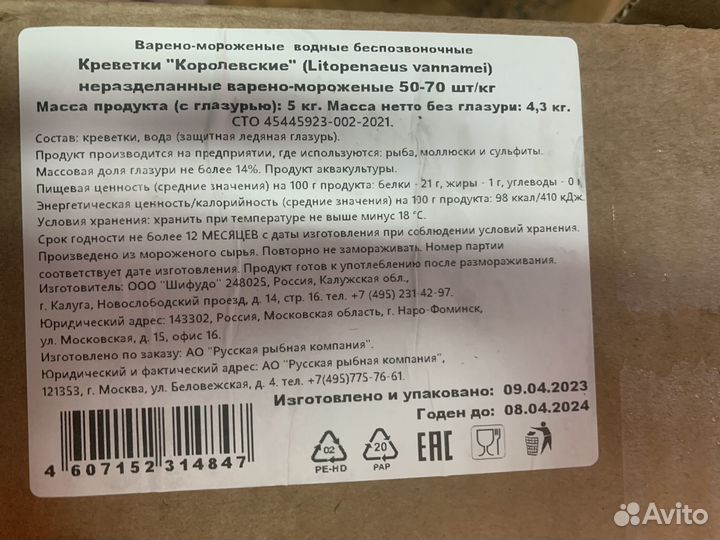 Варено-мороженые водные беспозвоночные
Креветки "Королевские" (Litopenaeus vannamei)
неразделанные варено-мороженые 50-70 шт/кг
Масса продукта (с глазурью): 5 кг. Масса нетто без глазури: 4,3 кг.
СТО 45445923-002-2021.
Состав: креветки, вода (защитная ледяная глазурь).
Продукт производится на предприятии, где используются: рыба, моллюски и сульфиты.
Массовая доля глазури не более 14%. Продукт аквакультуры.
Пищевая ценность (средние значения) на 100 г продукта: белки - 21 г, жиры - 1 г, углеводы - 0 г
Энергетическая ценность/калорийность (средние значения) на 100 г продукта: 98 ккал/410 кДж.
Условия хранения: хранить при температуре не выше минус 18 °C.
Срок годности не более 12 МЕСЯЦЕВ с даты изготовления при соблюдении условий хранения.
Произведено из мороженого сырья. Повторно не замораживать. Номер партии
соответствует дате изготовления. Продукт готов к употлеблению после размораживания.
Изготовитель: ООО "Шифудо" 248025, Россия, Калужская обл.,
г. Калуга, Новослободский проезд, д. 14, стр. 16. тел. +7 (495) 231-42-97.
Юридический адрес: 143302, Россия, Московская область, г. Наро-Фоминск,
ул. Московская, д. 15, офис 16.
Изготовлено по заказу: АО "Русская рыбная компания".
Юридический и фактический адрес: АО "Русская рыбная компания",
121353, г. Москва, ул. Беловежская, д. 4. тел. +7(495)775-76-61.
Изготовлено и упаковано: 09.04.2023
Годен до: 08.04.2024
4 607152 314847
02
PE-HD
20
PAP
EAC
Avito